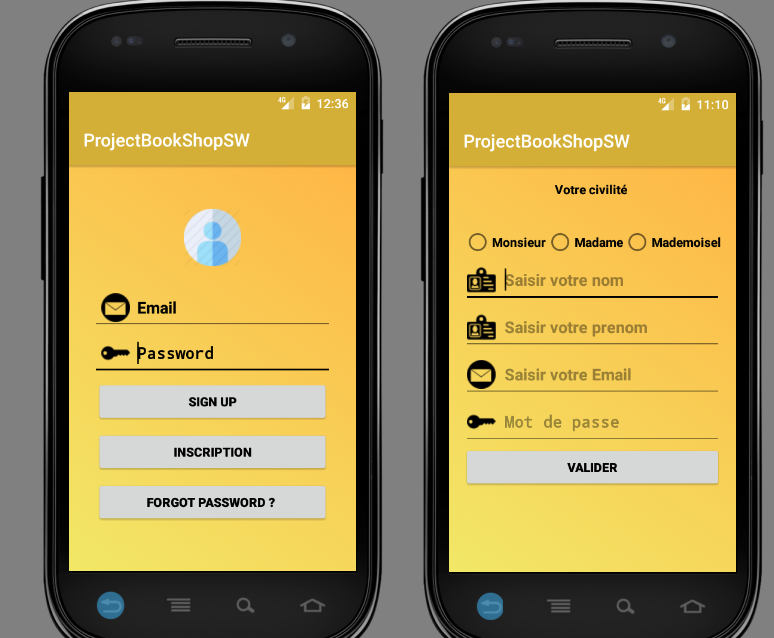 4G 12:36
ProjectBookShopSW
Email
Password
SIGN UP
INSCRIPTION
FORGOT PASSWORD ?
4G 11:10
ProjectBookShopSW
Votre civilité
Monsieur Madame Mademoisel
Saisir votre nom
Saisir votre prenom
Saisir votre Email
Mot de passe
VALIDER